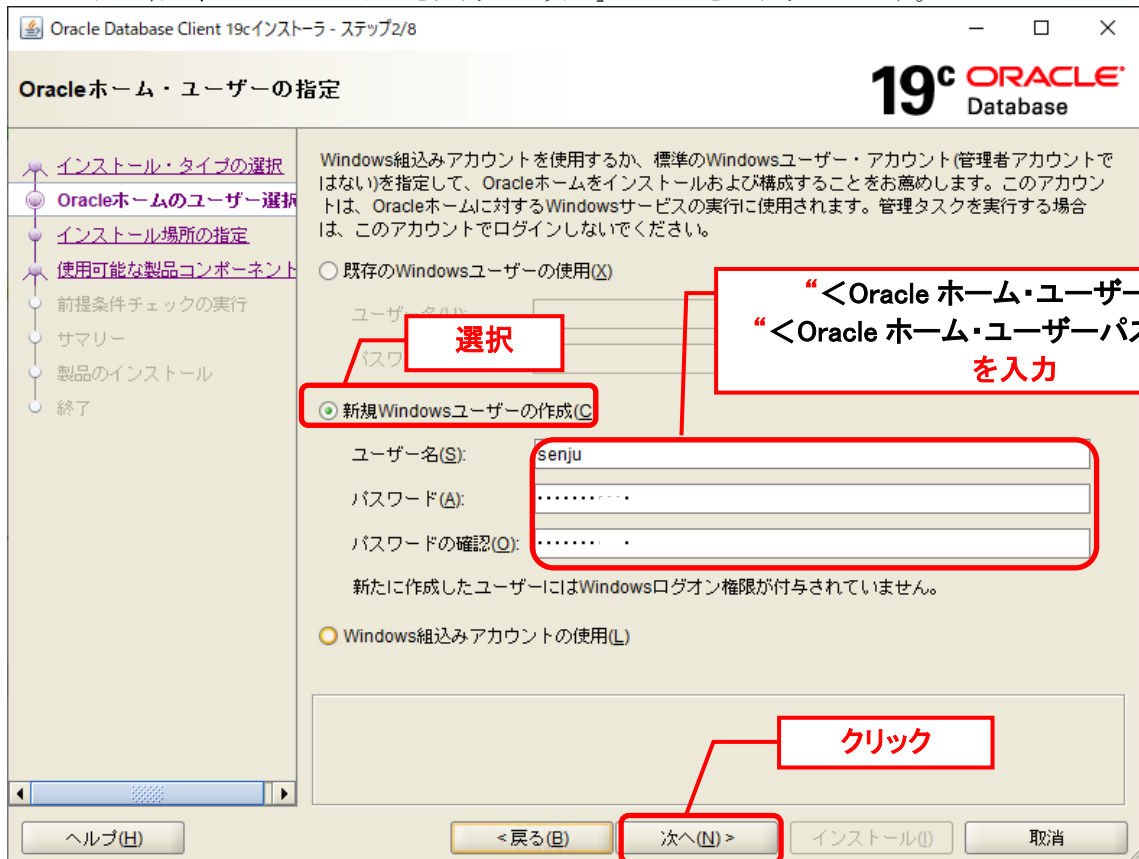 Oracle Database Client 19cインストーラ - ステップ2/8
Oracleホーム・ユーザーの指定
19c ORACLE
Database
インストール・タイプの選択
Oracleホームのユーザー選択
インストール場所の指定
使用可能な製品コンポーネント
前提条件チェックの実行
サマリー
製品のインストール
終了
Windows組込みアカウントを使用するか、標準のWindowsユーザー・アカウント(管理者アカウントで
はない)を指定して、Oracleホームをインストールおよび構成することをお薦めします。このアカウン
トは、Oracleホームに対するWindowsサービスの実行に使用されます。管理タスクを実行する場合
は、このアカウントでログインしないでください。
既存のWindowsユーザーの使用(X)
選択
“<Oracle ホーム・ユーザー
“<Oracle ホーム・ユーザーパス
を入力
新規Windowsユーザーの作成(C
ユーザー名(S):
senju
パスワード(A):
パスワードの確認(O):
新たに作成したユーザーにはWindowsログオン権限が付与されていません。
Windows組込みアカウントの使用(L)
クリック
ヘルプ(H)
<戻る(B)
次へ(N) >
インストール(I)
取消